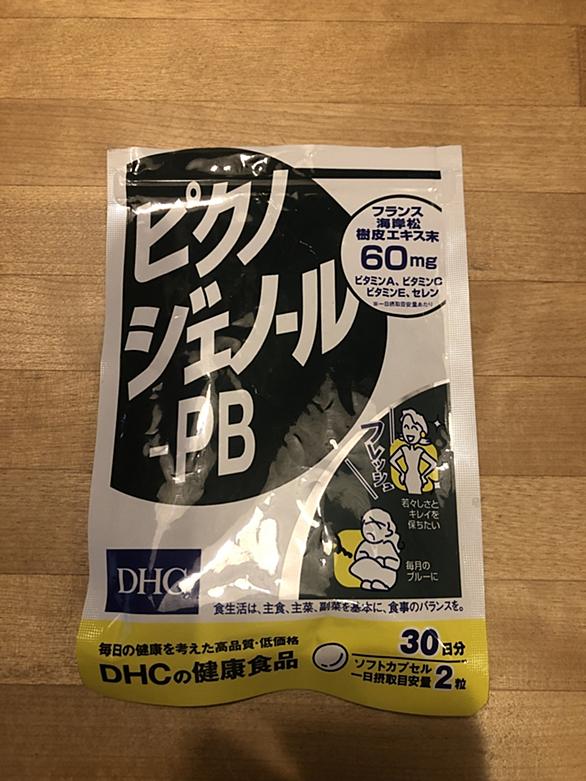 ピクノ
ジェノール
-PB
フランス
海岸松
樹皮エキス末
60mg
ビタミンA、ビタミンC
ビタミンE、セレン
※一日摂取目安量あたり
フレッシュ
若々しさと
キレイを
保ちたい
毎月の
ブルーに
DHC
食生活は、主食、主菜、副菜を基本に、食事のバランスを。
毎日の健康を考えた高品質・低価格
DHCの健康食品
30日分
ソフトカプセル
一日摂取目安量2粒